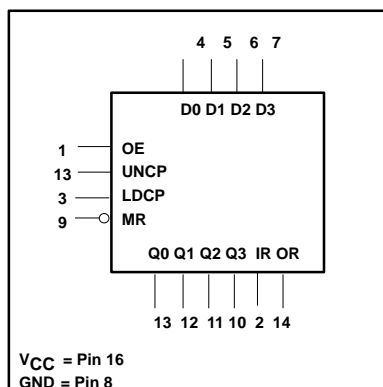 4 5 6 7
D0 D1 D2 D3
1 OE
13 UNCP
3 LDCP
9 MR
Q0 Q1 Q2 Q3 IR OR
13 12 11 10 2 14
VCC = Pin 16
GND = Pin 8